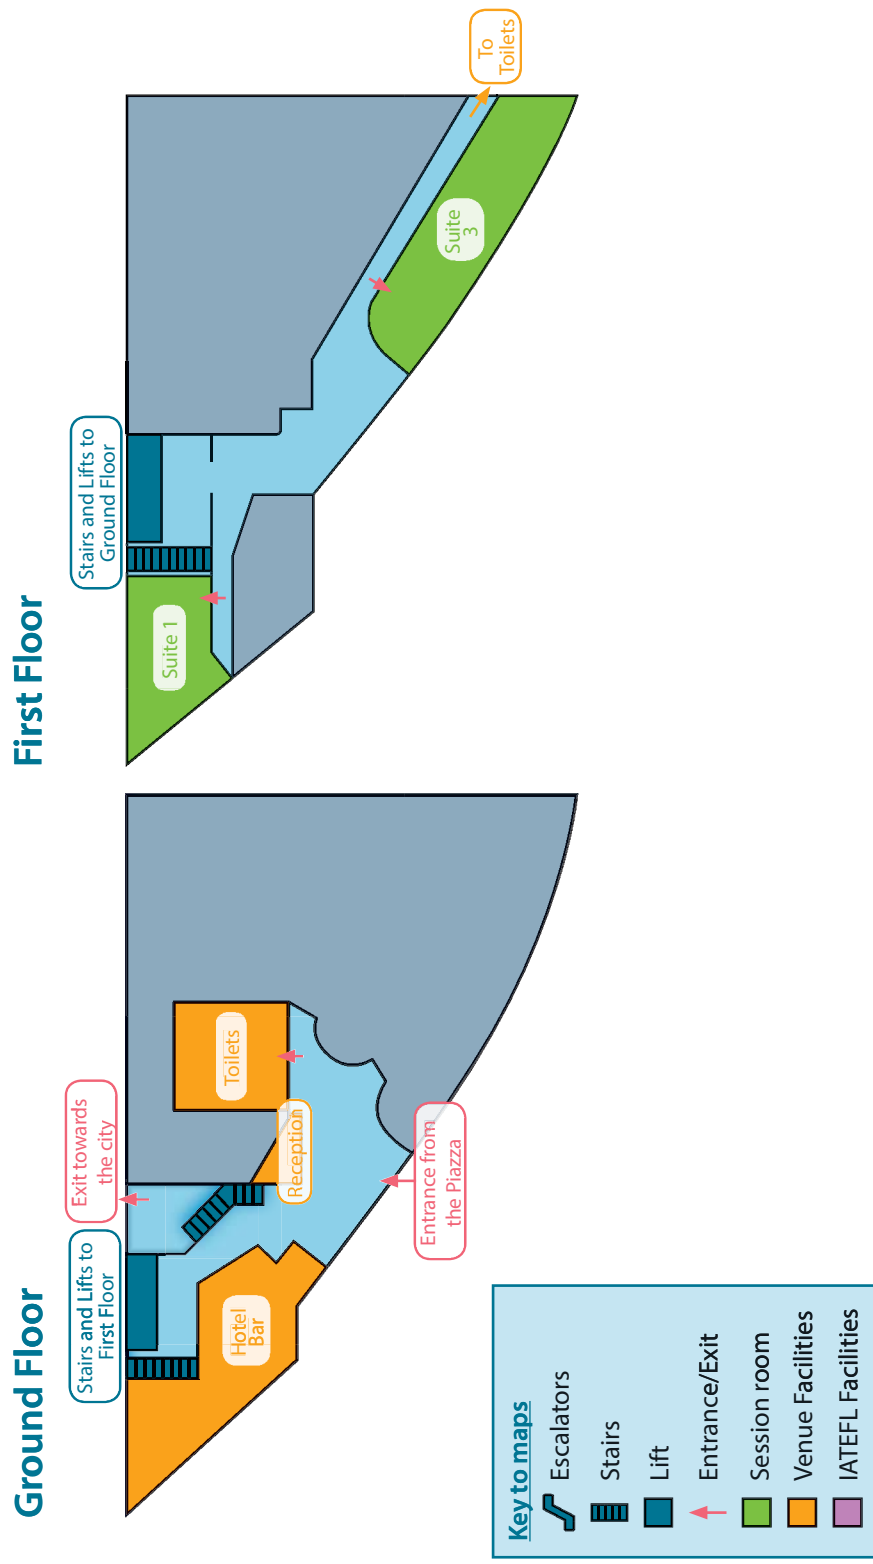 Ground Floor
Stairs and Lifts to
First Floor
Exit towards
the city
Hotel
Bar
Reception
Toilets
Entrance from
the Piazza
First Floor
Stairs and Lifts to
Ground Floor
Suite 1
Suite
3
To
Toilets
Key to maps
Escalators
Stairs
Lift
Entrance/Exit
Session room
Venue Facilities
IATEFL Facilities